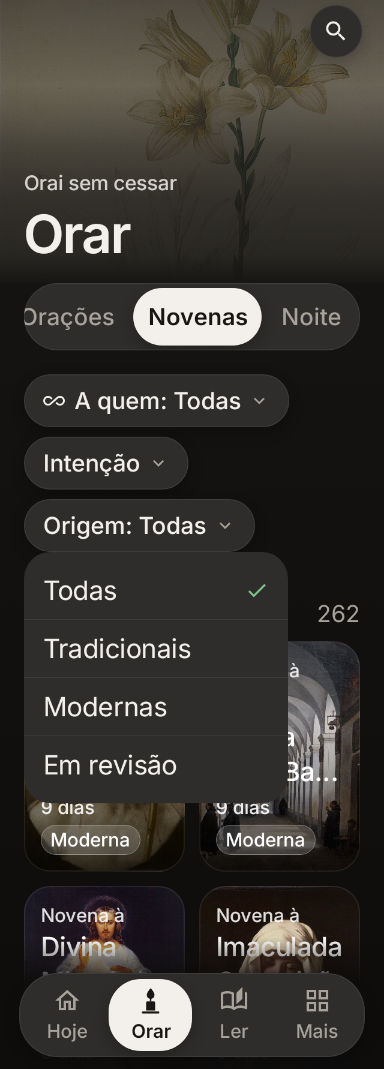 Orai sem cessar
Orar
Orações
Novenas
Noite
A quem: Todas
Intenção
Origem: Todas
Todas
Tradicionais
Modernas
Em revisão
262
à
a
Ba...
9 dias
Moderna
9 dias
Moderna
Novena à
Divina
Novena à
Imaculada
Hoje
Orar
Ler
Mais